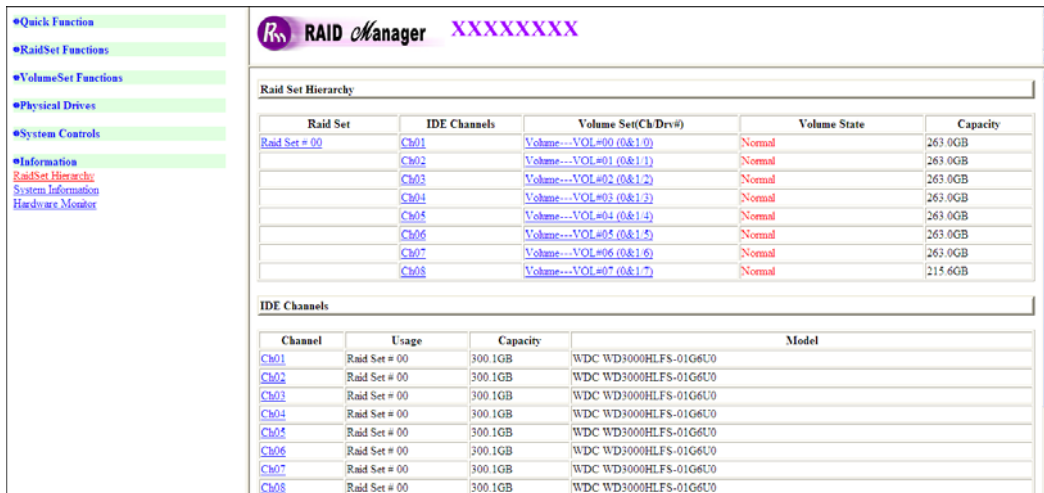 Quick Function
RaidSet Functions
VolumeSet Functions
Physical Drives
System Controls
Information
RaidSet Hierarchy
System Information
Hardware Monitor
Rm RAID Manager XXXXXXXX
Raid Set Hierarchy
Raid Set IDE Channels Volume Set(Ch/Drv#) Volume State Capacity
Raid Set # 00 Ch01 Volume---VOL#00 (0&1/0) Normal 263.0GB
Ch02 Volume---VOL#01 (0&1/1) Normal 263.0GB
Ch03 Volume---VOL#02 (0&1/2) Normal 263.0GB
Ch04 Volume---VOL#03 (0&1/3) Normal 263.0GB
Ch05 Volume---VOL#04 (0&1/4) Normal 263.0GB
Ch06 Volume---VOL#05 (0&1/5) Normal 263.0GB
Ch07 Volume---VOL#06 (0&1/6) Normal 263.0GB
Ch08 Volume---VOL#07 (0&1/7) Normal 215.6GB
IDE Channels
Channel Usage Capacity Model
Ch01 Raid Set # 00 300.1GB WDC WD3000HLFS-01G6U0
Ch02 Raid Set # 00 300.1GB WDC WD3000HLFS-01G6U0
Ch03 Raid Set # 00 300.1GB WDC WD3000HLFS-01G6U0
Ch04 Raid Set # 00 300.1GB WDC WD3000HLFS-01G6U0
Ch05 Raid Set # 00 300.1GB WDC WD3000HLFS-01G6U0
Ch06 Raid Set # 00 300.1GB WDC WD3000HLFS-01G6U0
Ch07 Raid Set # 00 300.1GB WDC WD3000HLFS-01G6U0
Ch08 Raid Set # 00 300.1GB WDC WD3000HLFS-01G6U0